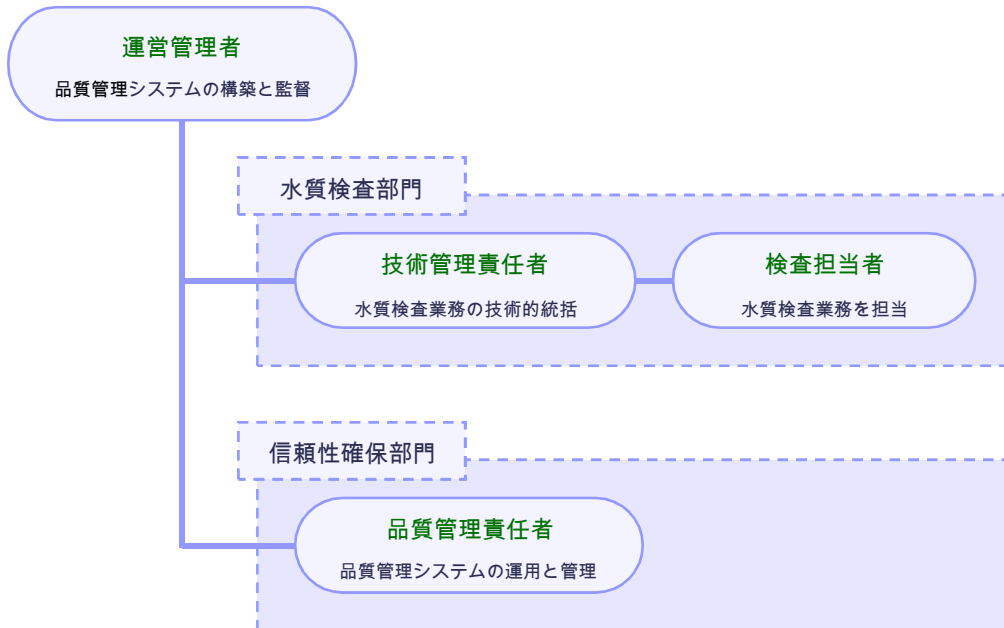 運営管理者
品質管理システムの構築と監督
水質検査部門
技術管理責任者
水質検査業務の技術的統括
検査担当者
水質検査業務を担当
信頼性確保部門
品質管理責任者
品質管理システムの運用と管理